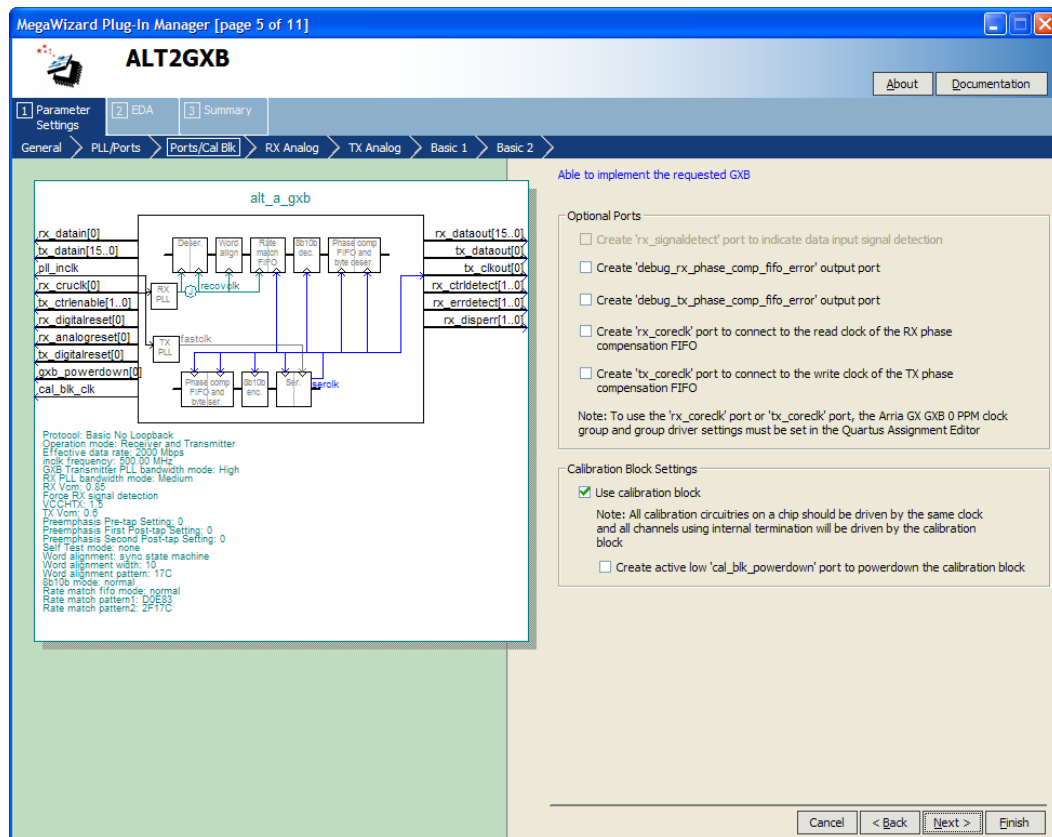 MegaWizard Plug-In Manager [page 5 of 11]
ALT2GXB
About
Documentation
1 Parameter Settings
2 EDA
3 Summary
General
PLL/Ports
Ports/Cal Blk
RX Analog
TX Analog
Basic 1
Basic 2
alt_a_gxb
rx_datain[0]
tx_datain[15..0]
pll_inclk
rx_cruclk[0]
tx_ctrlenable[1..0]
rx_digitalreset[0]
rx_analogreset[0]
tx_digitalreset[0]
gxb_powerdown[0]
cal_blk_clk
Deser.
Word align
Rate match FIFO
8b10b dec.
Phase comp FIFO and byte deser.
RX PLL
recovclk
TX PLL
fastclk
Phase comp FIFO and byte ser.
8b10b enc.
Ser.
serclk
rx_dataout[15..0]
tx_dataout[0]
tx_clkout[0]
rx_ctrldetect[1..0]
rx_errdetect[1..0]
rx_disperr[1..0]
Protocol: Basic No Loopback
Operation mode: Receiver and Transmitter
Effective data rate: 2000 Mbps
inclk frequency: 500.00 MHz
GXB Transmitter PLL bandwidth mode: High
RX PLL bandwidth mode: Medium
RX Vcm: 0.85
Force RX signal detection
VCCHTX: 1.5
TX Vcm: 0.6
Preemphasis Pre-tap Setting: 0
Preemphasis First Post-tap Setting: 0
Preemphasis Second Post-tap Setting: 0
Self Test mode: none
Word alignment: sync state machine
Word alignment width: 10
Word alignment pattern: 17C
8b10b mode: normal
Rate match fifo mode: normal
Rate match pattern1: D0E83
Rate match pattern2: 2F17C
Able to implement the requested GXB
Optional Ports
Create 'rx_signaldetect' port to indicate data input signal detection
Create 'debug_rx_phase_comp_fifo_error' output port
Create 'debug_tx_phase_comp_fifo_error' output port
Create 'rx_coreclk' port to connect to the read clock of the RX phase
compensation FIFO
Create 'tx_coreclk' port to connect to the write clock of the TX phase
compensation FIFO
Note: To use the 'rx_coreclk' port or 'tx_coreclk' port, the Arria GX GXB 0 PPM clock
group and group driver settings must be set in the Quartus Assignment Editor
Calibration Block Settings
Use calibration block
Note: All calibration circuitries on a chip should be driven by the same clock
and all channels using internal termination will be driven by the calibration
block
Create active low 'cal_blk_powerdown' port to powerdown the calibration block
Cancel
< Back
Next >
Finish